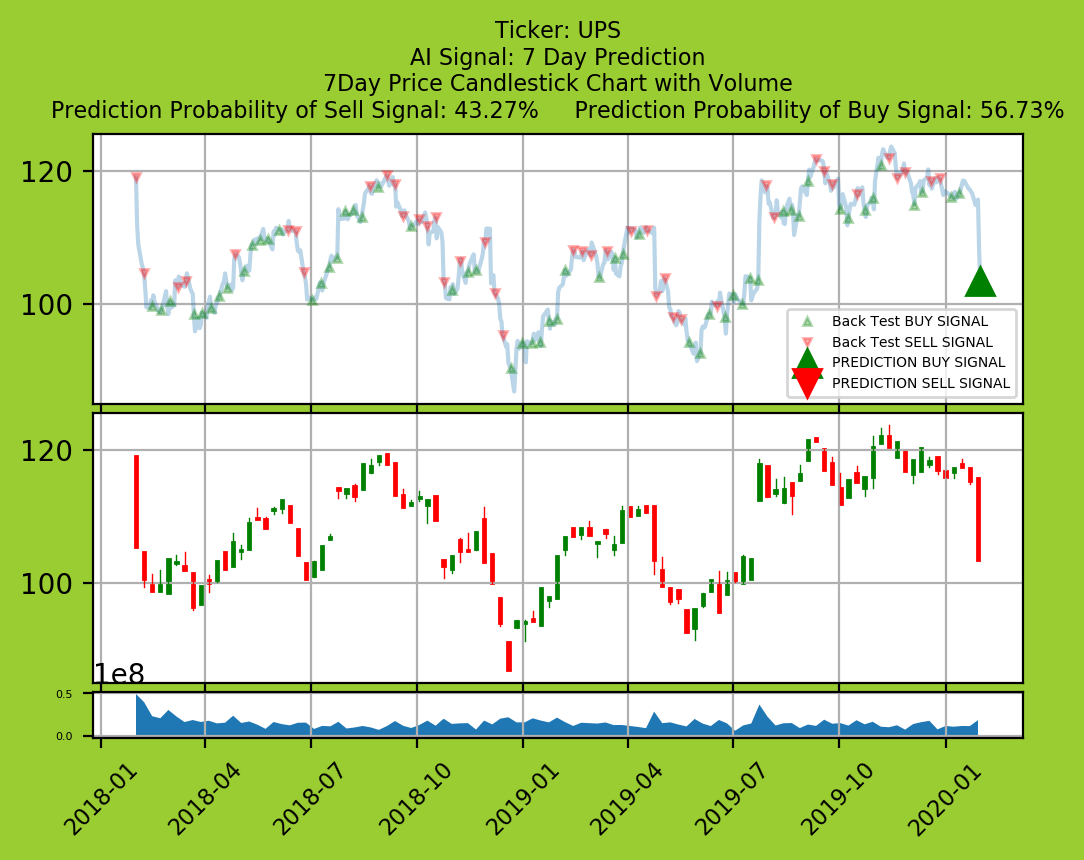 Ticker: UPS
AI Signal: 7 Day Prediction
7Day Price Candlestick Chart with Volume
Prediction Probability of Sell Signal: 43.27%     Prediction Probability of Buy Signal: 56.73%
120
100
Back Test BUY SIGNAL
Back Test SELL SIGNAL
PREDICTION BUY SIGNAL
PREDICTION SELL SIGNAL
120
100
1e8
0.5
0.0
2018-01
2018-04
2018-07
2018-10
2019-01
2019-04
2019-07
2019-10
2020-01